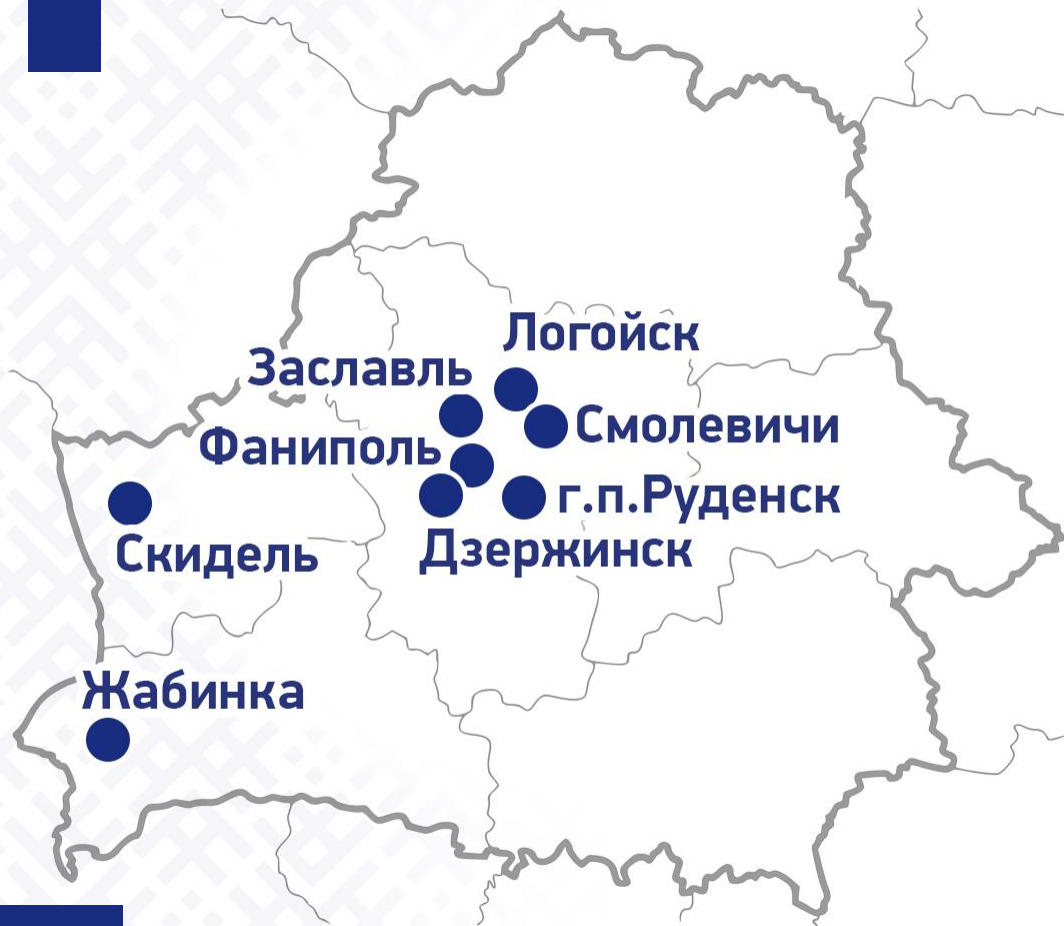 Логойск
Заславль
Смолевичи
Фаниполь
г.п.Руденск
Дзержинск
Скидель
Жабинка